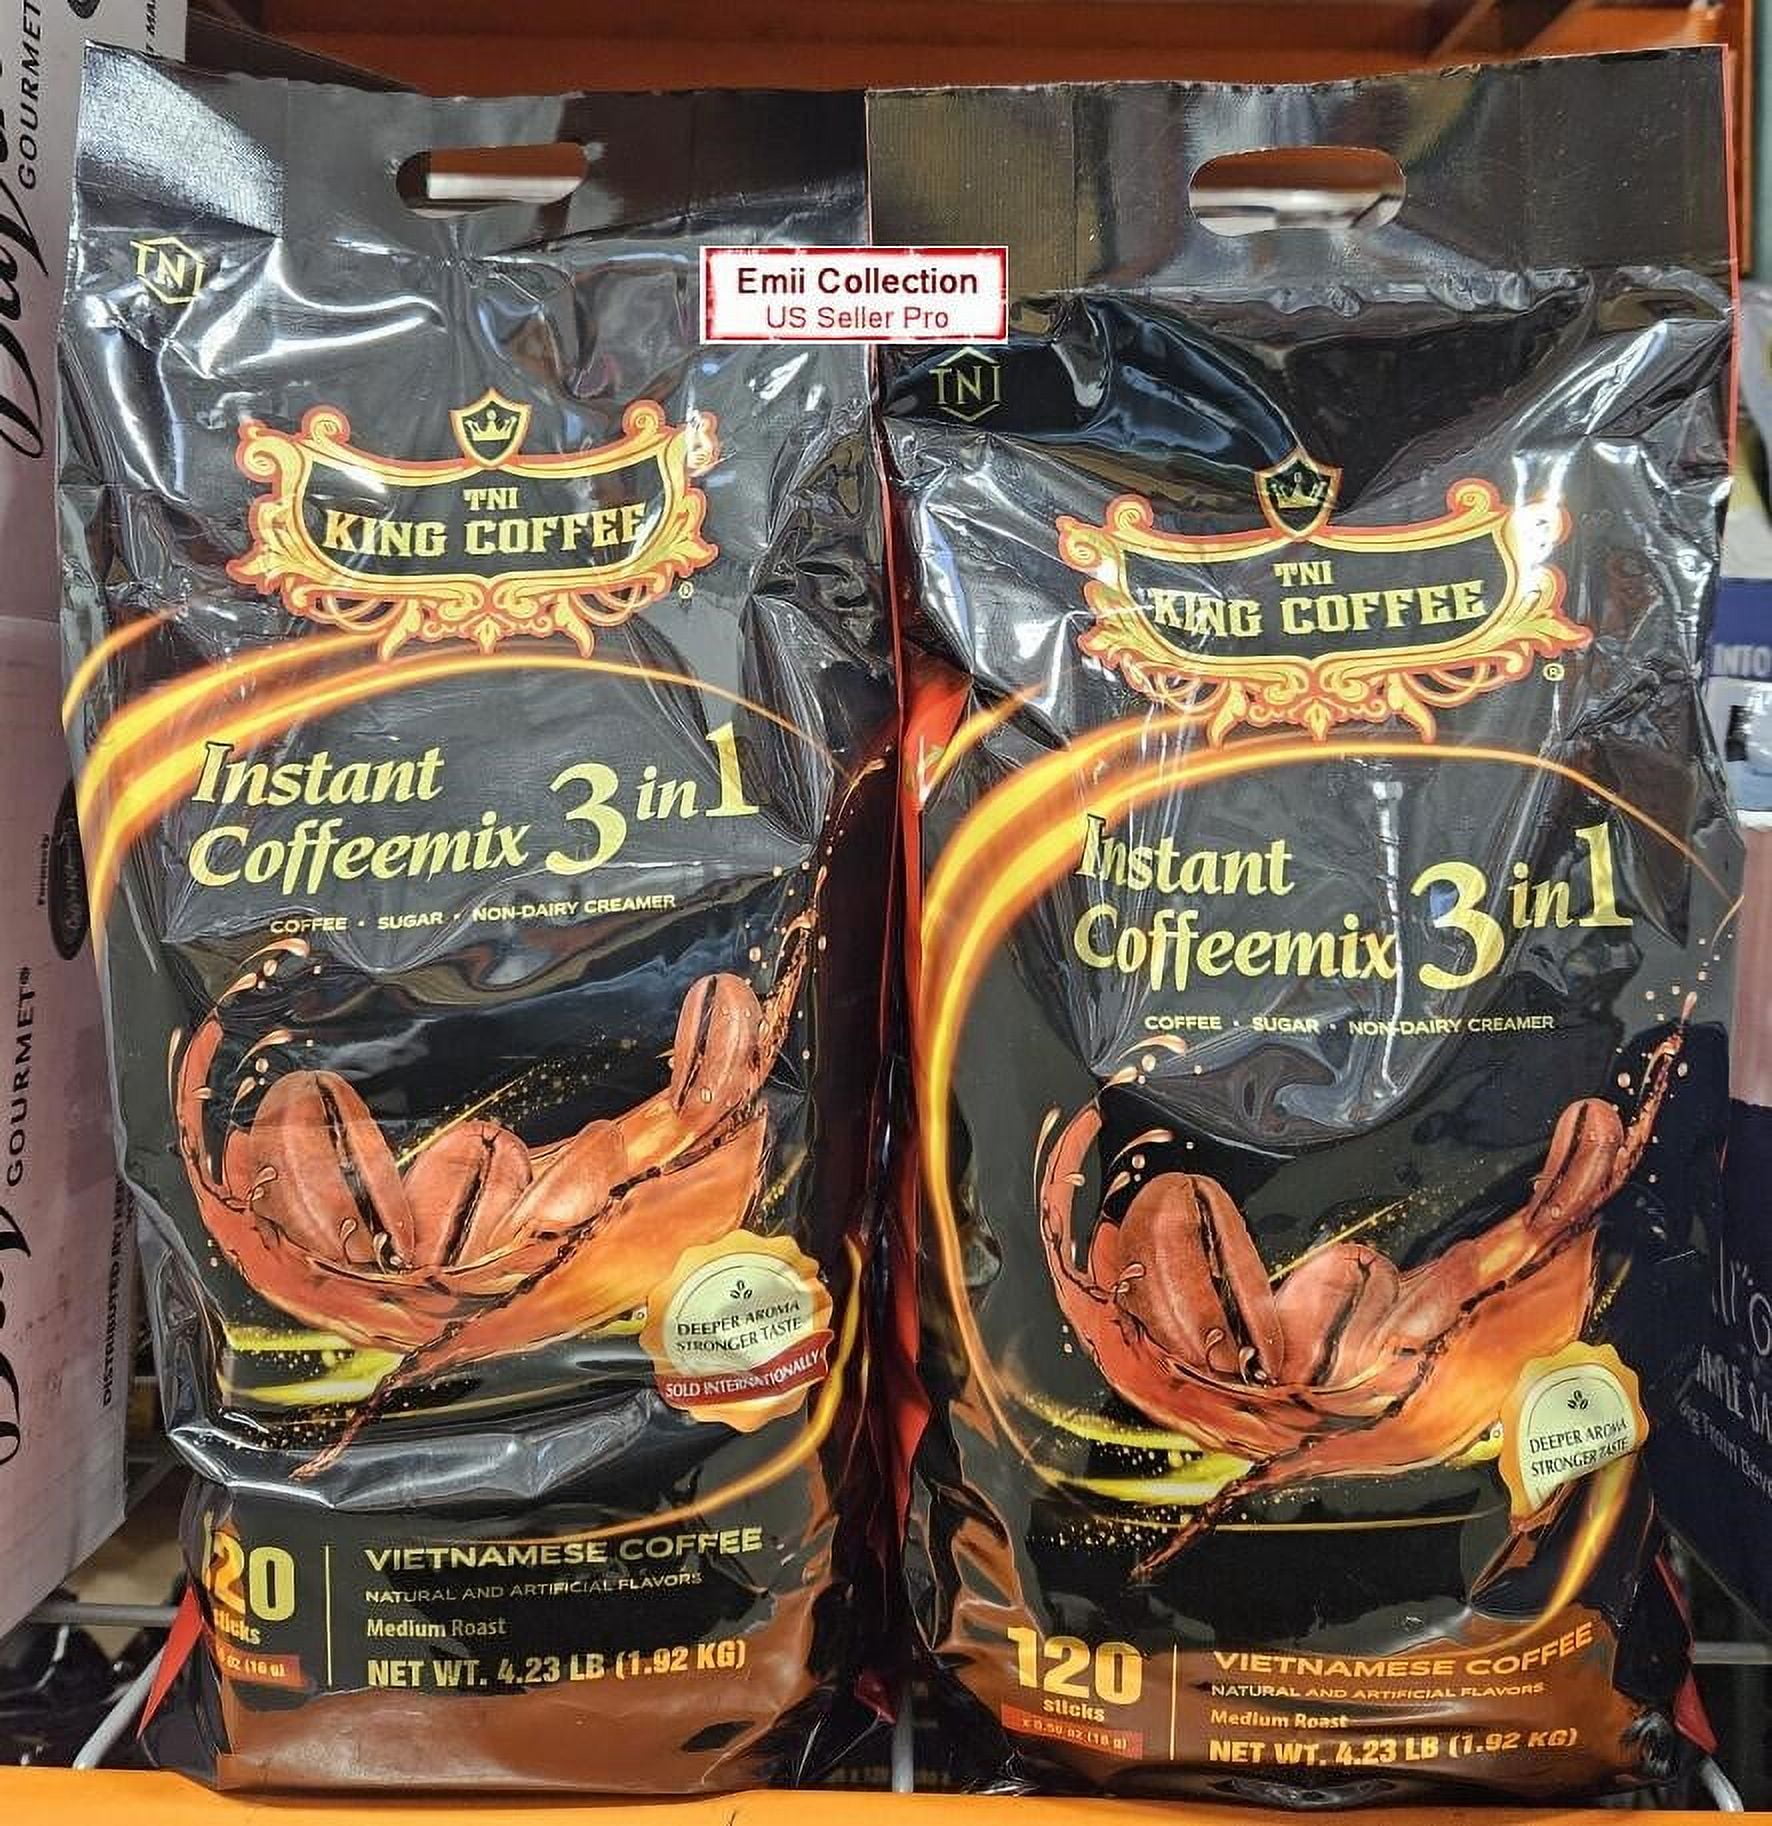 GOURMET
TNI
Emii Collection
US Seller Pro
TNI
TNI
KING COFFEE
®
Instant
Coffeemix 3 in 1
COFFEE • SUGAR • NON-DAIRY CREAMER
DEEPER AROMA
STRONGER TASTE
SOLD INTERNATIONALLY
120
sticks
VIETNAMESE COFFEE
NATURAL AND ARTIFICIAL FLAVORS
Medium Roast
NET WT. 4.23 LB (1.92 KG)
TNI
KING COFFEE
®
Instant
Coffeemix 3 in 1
COFFEE • SUGAR • NON-DAIRY CREAMER
DEEPER AROMA
STRONGER TASTE
120
sticks
x 0.56 oz (16 g)
VIETNAMESE COFFEE
NATURAL AND ARTIFICIAL FLAVORS
Medium Roast
NET WT. 4.23 LB (1.92 KG)
GOURMET®